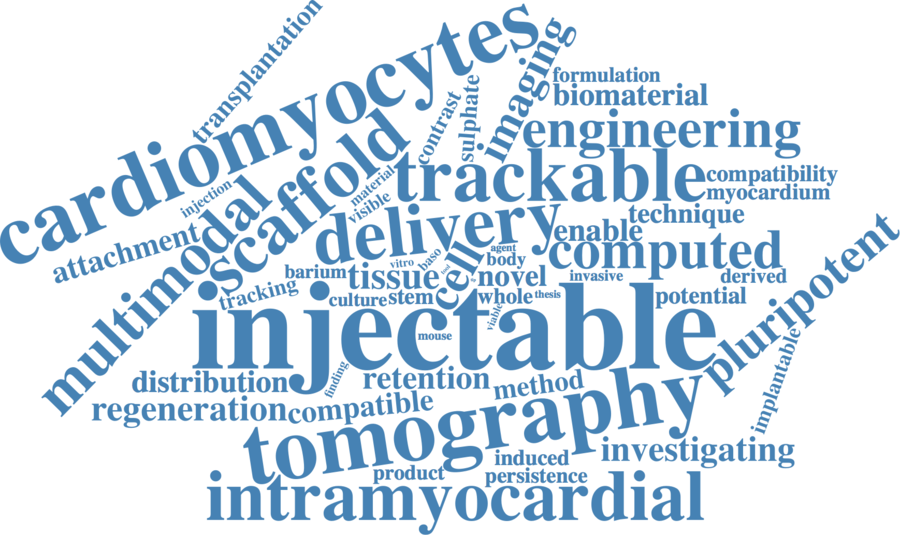 transplantation
cardiomyocytes
imaging
formulation
biomaterial
contrast
sulphate
engineering
scaffold
material
visible
trackable
compatibility
myocardium
injection
multimodal
attachment
delivery
technique
enable
computed
pluripotent
cell
baso
vitro
agent
body
barium
tissue
novel
invasive
derived
tracking
culture
stem
whole
thesis
potential
injectable
viable
mouse
implantable
distribution
finding
retention
method
regeneration
compatible
tomography
investigating
induced
product
persistence
intramyocardial